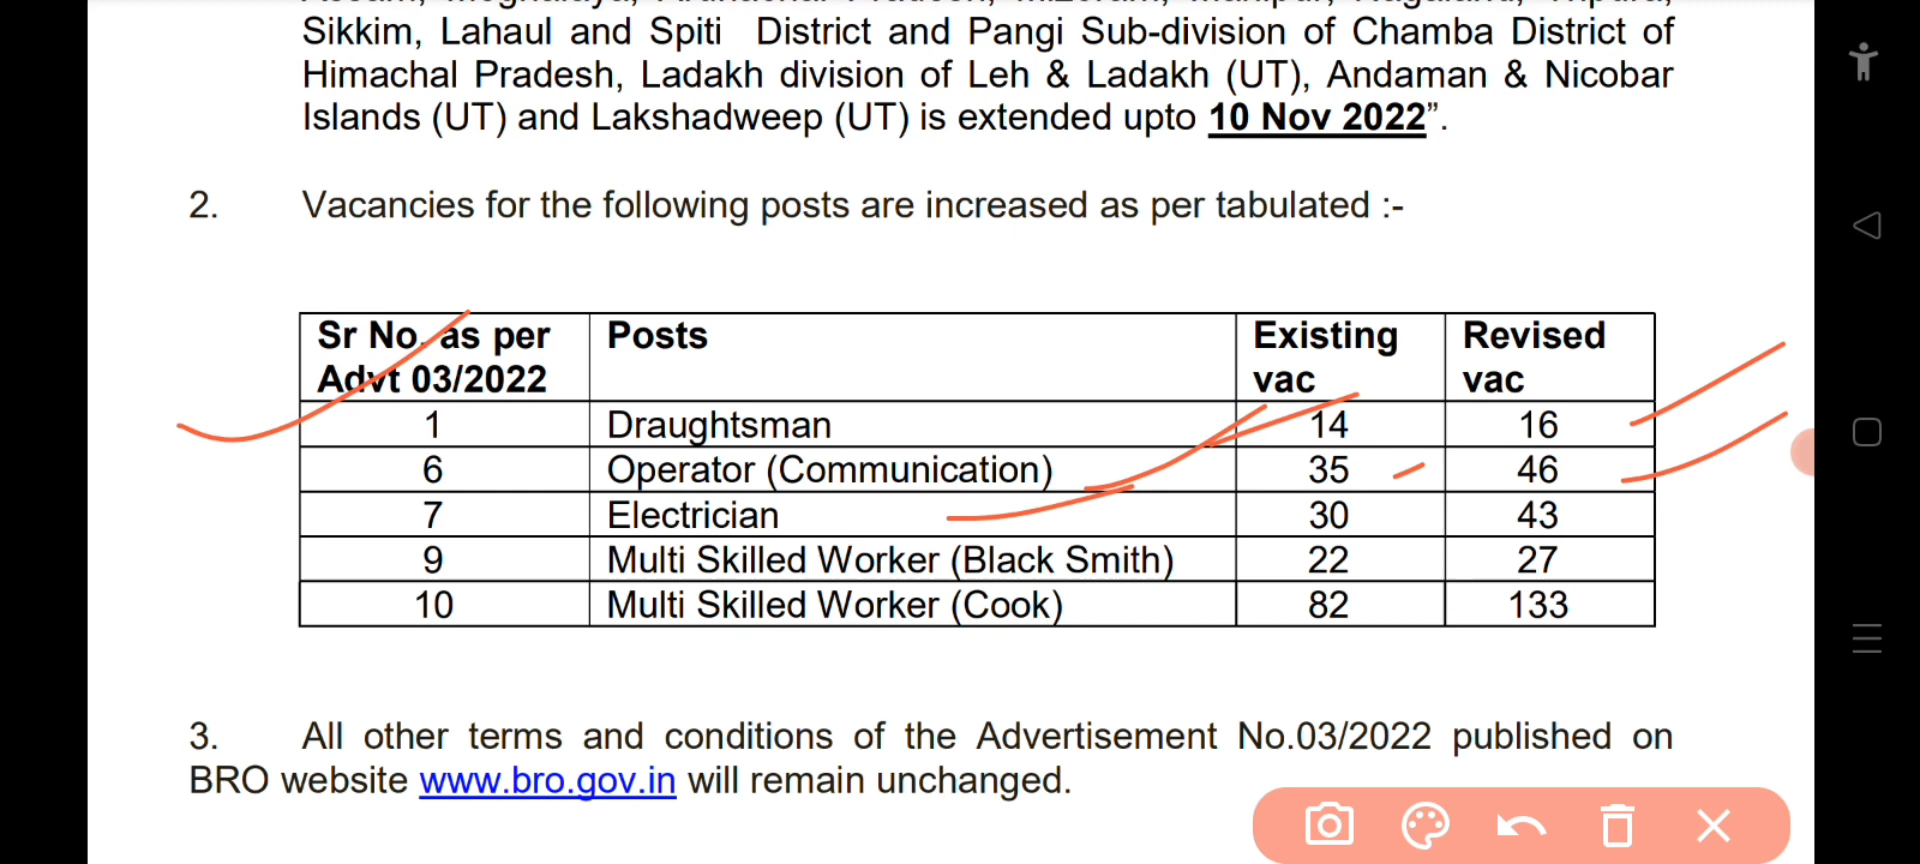 Sikkim, Lahaul and Spiti District and Pangi Sub-division of Chamba District of
Himachal Pradesh, Ladakh division of Leh & Ladakh (UT), Andaman & Nicobar
Islands (UT) and Lakshadweep (UT) is extended upto 10 Nov 2022”.
2. Vacancies for the following posts are increased as per tabulated :-
Sr No. as per Advt 03/2022 Posts Existing vac Revised vac
1 Draughtsman 14 16
6 Operator (Communication) 35 46
7 Electrician 30 43
9 Multi Skilled Worker (Black Smith) 22 27
10 Multi Skilled Worker (Cook) 82 133
3. All other terms and conditions of the Advertisement No.03/2022 published on
BRO website www.bro.gov.in will remain unchanged.